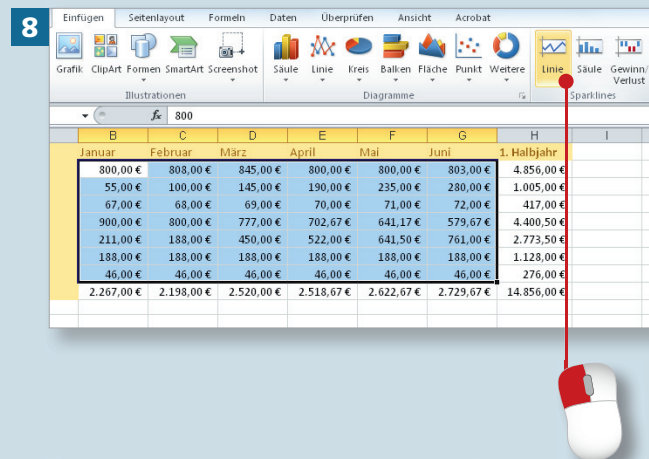 8
Einfügen Seitenlayout Formeln Daten Überprüfen Ansicht Acrobat
Grafik ClipArt Formen SmartArt Screenshot Säule Linie Kreis Balken Fläche Punkt Weitere Linie Säule Gewinn/
Verlust
Illustrationen Diagramme Sparklines
fx 800
B C D E F G H I
Januar Februar März April Mai Juni 1. Halbjahr
800,00 € 808,00 € 845,00 € 800,00 € 800,00 € 803,00 € 4.856,00 €
55,00 € 100,00 € 145,00 € 190,00 € 235,00 € 280,00 € 1.005,00 €
67,00 € 68,00 € 69,00 € 70,00 € 71,00 € 72,00 € 417,00 €
900,00 € 800,00 € 777,00 € 702,67 € 641,17 € 579,67 € 4.400,50 €
211,00 € 188,00 € 450,00 € 522,00 € 641,50 € 761,00 € 2.773,50 €
188,00 € 188,00 € 188,00 € 188,00 € 188,00 € 188,00 € 1.128,00 €
46,00 € 46,00 € 46,00 € 46,00 € 46,00 € 46,00 € 276,00 €
2.267,00 € 2.198,00 € 2.520,00 € 2.518,67 € 2.622,67 € 2.729,67 € 14.856,00 €